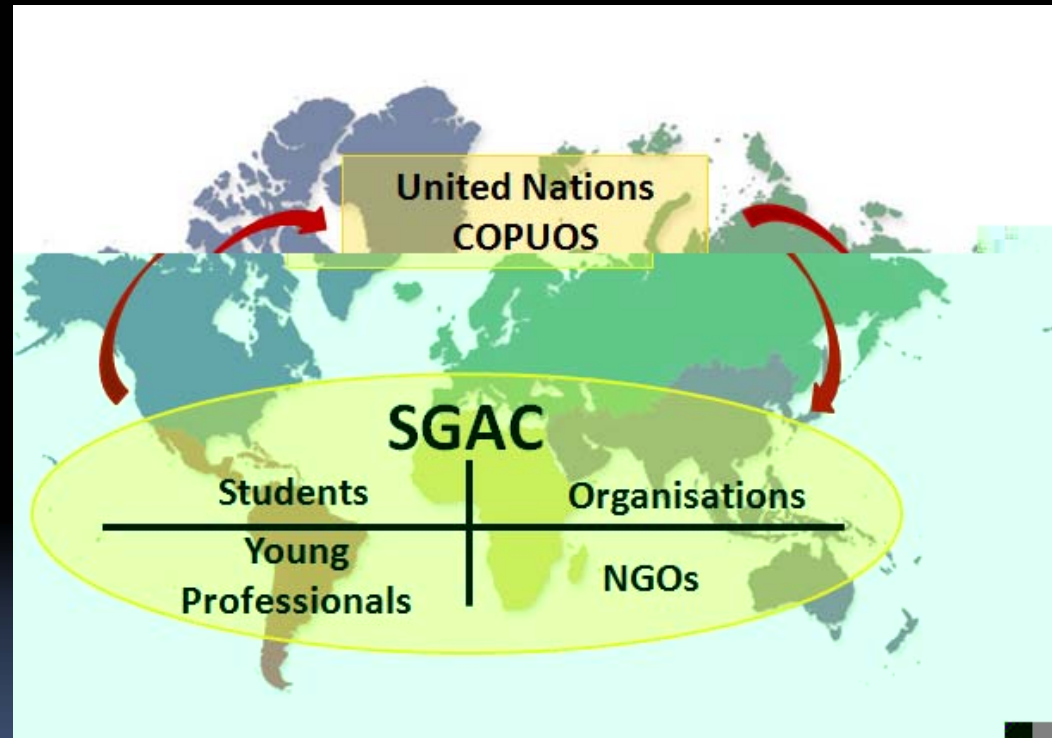 United Nations
COPUOS
SGAC
Students
Organisations
Young
Professionals
NGOs